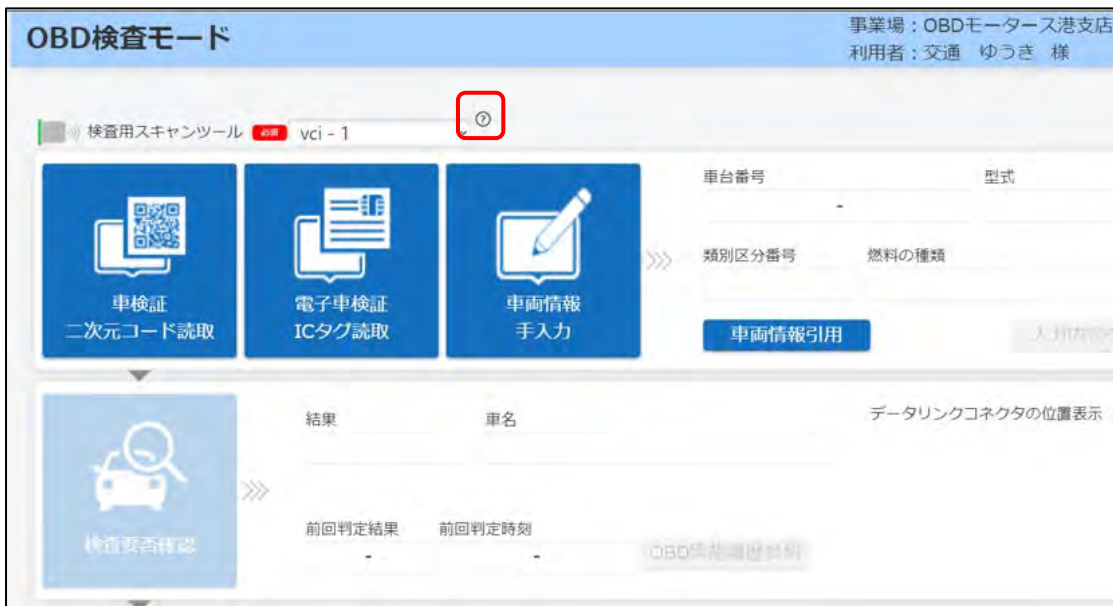 OBD検査モード
事業場：OBDモータース港支店
利用者：交通　ゆうき　様
検査用スキャンツール 必須 vci - 1
?
車検証
二次元コード読取
電子車検証
ICタグ読取
車両情報
手入力
車台番号 型式
-
類別区分番号 燃料の種類
車両情報引用
検査要否確認
結果 車名 データリンクコネクタの位置表示
前回判定結果 前回判定時刻
- -